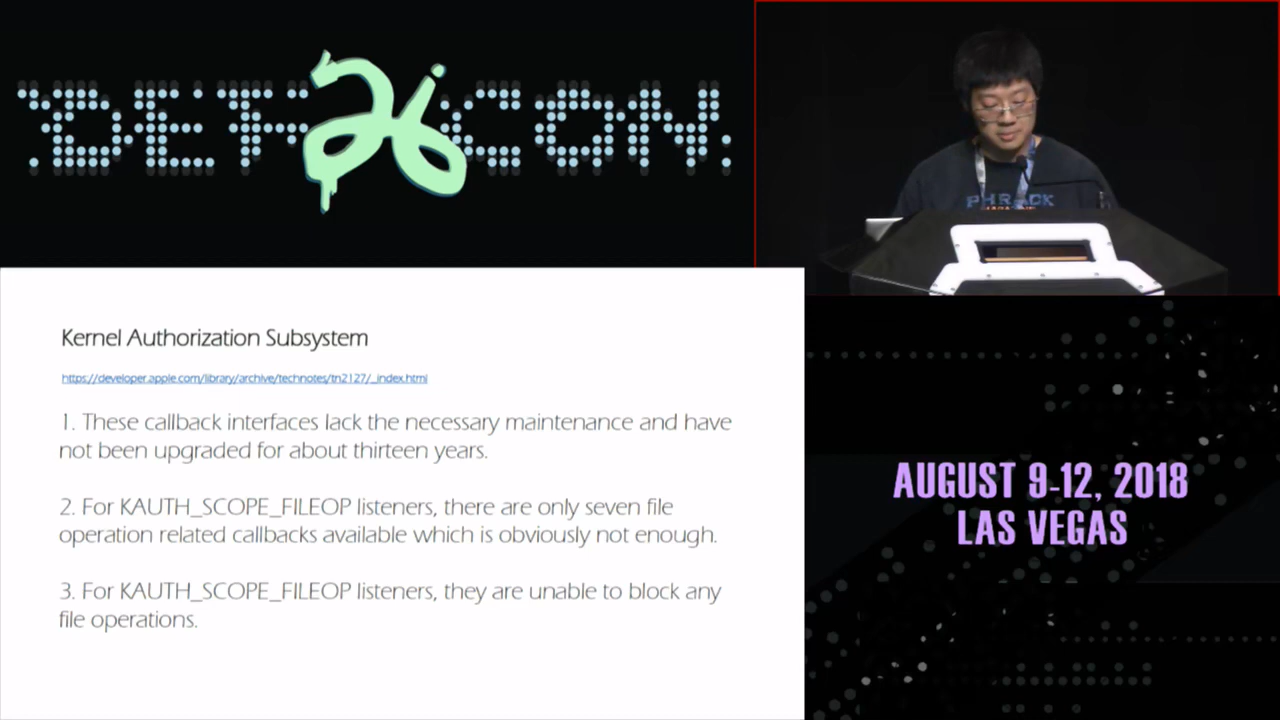 DEF 26 CON
PHRACK
Kernel Authorization Subsystem
https://developer.apple.com/library/archive/technotes/tn2127/_index.html
1. These callback interfaces lack the necessary maintenance and have
not been upgraded for about thirteen years.
2. For KAUTH_SCOPE_FILEOP listeners, there are only seven file
operation related callbacks available which is obviously not enough.
3. For KAUTH_SCOPE_FILEOP listeners, they are unable to block any
file operations.
AUGUST 9-12, 2018
LAS VEGAS